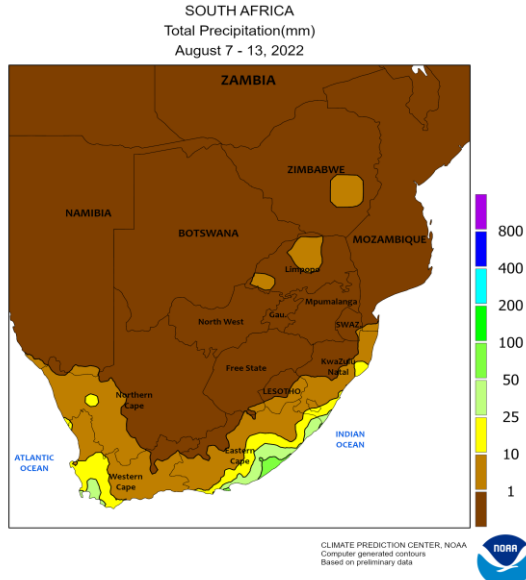 SOUTH AFRICA
Total Precipitation(mm)
August 7 - 13, 2022
ZAMBIA
ZIMBABWE
NAMIBIA
BOTSWANA
MOZAMBIQUE
Limpopo
Mpumalanga
North West
Gau.
SWAZ.
Free State
KwaZulu
Natal
LESOTHO
Northern
Cape
Eastern
Cape
Western
Cape
INDIAN
OCEAN
ATLANTIC
OCEAN
800
400
200
100
50
25
10
1
CLIMATE PREDICTION CENTER, NOAA
Computer generated contours
Based on preliminary data
NOAA